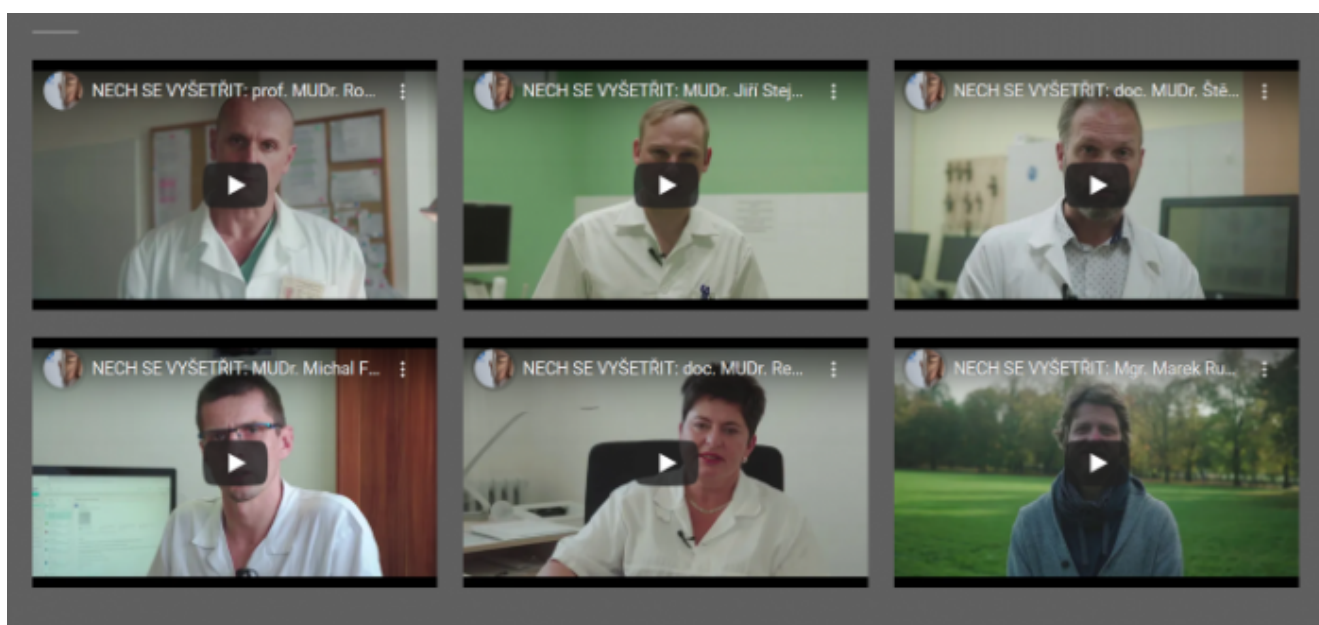 NECH SE VYŠETŘIT: prof. MUDr. Ro...
NECH SE VYŠETŘIT: MUDr. Jiří Stej...
NECH SE VYŠETŘIT: doc. MUDr. Ště...
NECH SE VYŠETŘIT: MUDr. Michal F...
NECH SE VYŠETŘIT: doc. MUDr. Re...
NECH SE VYŠETŘIT: Mgr. Marek Ru...